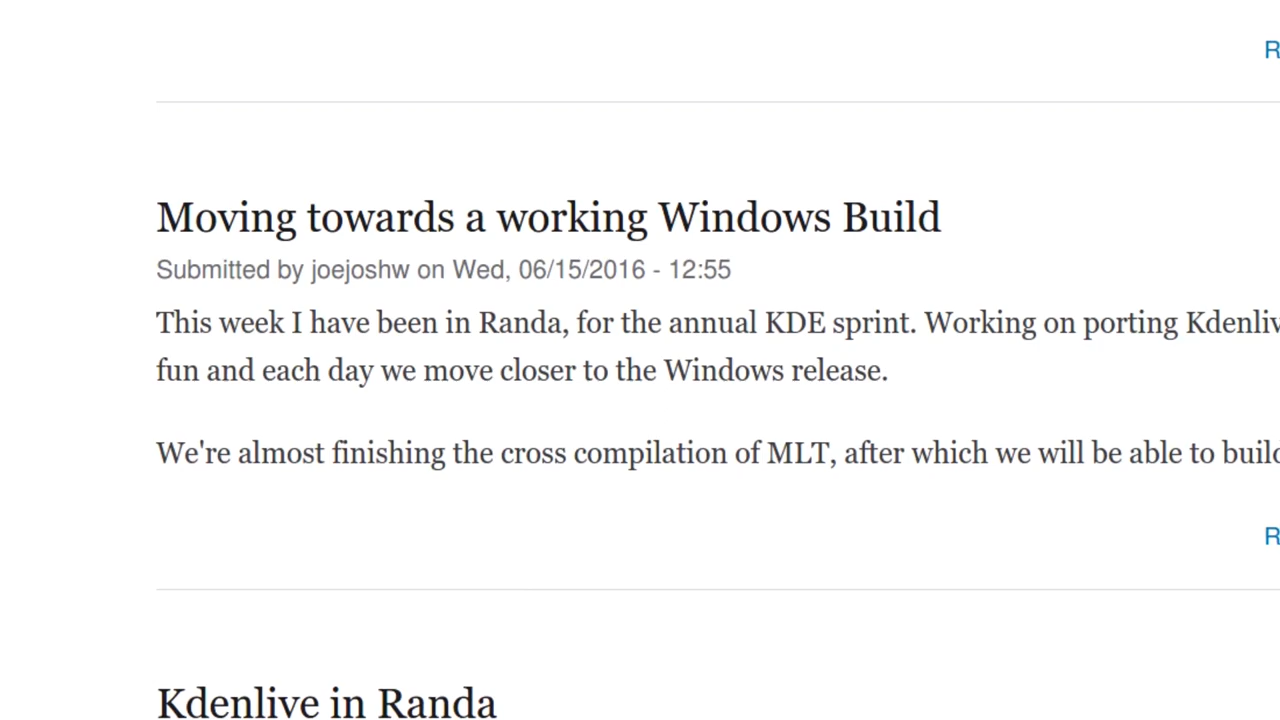 Moving towards a working Windows Build
Submitted by joejoshw on Wed, 06/15/2016 - 12:55
This week I have been in Randa, for the annual KDE sprint. Working on porting
fun and each day we move closer to the Windows release.
We're almost finishing the cross compilation of MLT, after which we will be able to
Kdenlive in Randa